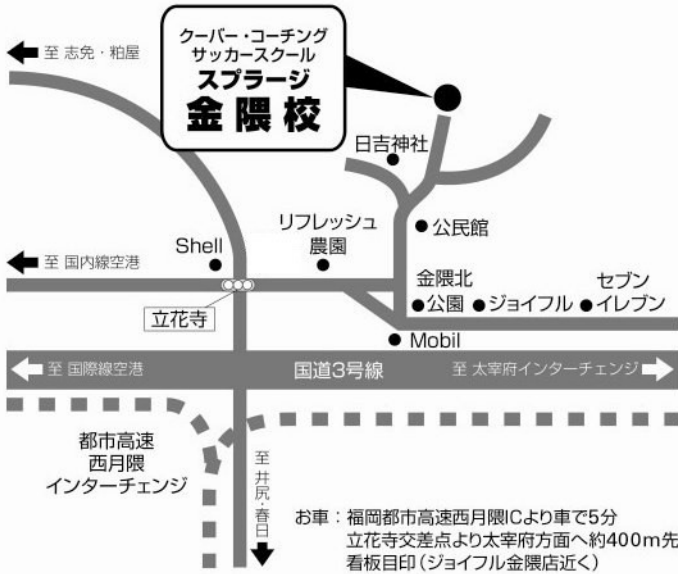 クーバー・コーチング
サッカースクール
スプラージ
金隈校
至 志免・粕屋
日吉神社
公民館
リフレッシュ
農園
Shell
至 国内線空港
立花寺
金隈北
公園
ジョイフル
セブン
イレブン
Mobil
至 国際線空港
国道3号線
至 太宰府インターチェンジ
都市高速
西月隈
インターチェンジ
至 井尻・春日
お車：福岡都市高速西月隈ICより車で5分
立花寺交差点より太宰府方面へ約400m先
看板目印（ジョイフル金隈店近く）